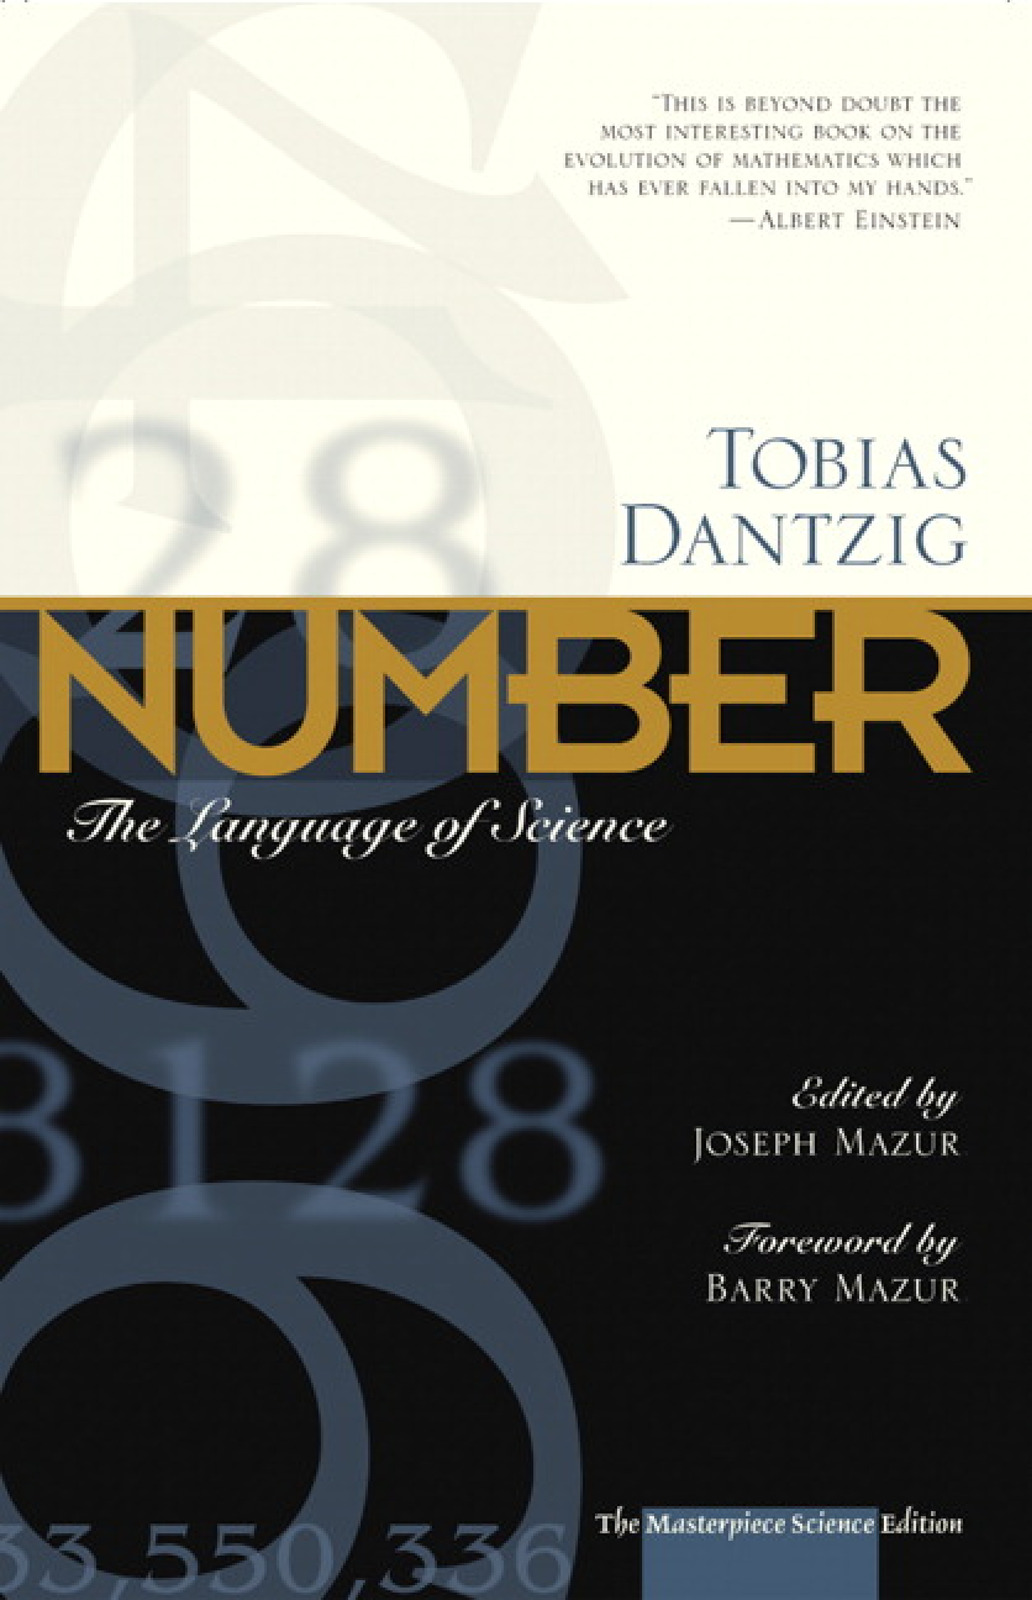 “THIS IS BEYOND DOUBT THE
MOST INTERESTING BOOK ON THE
EVOLUTION OF MATHEMATICS WHICH
HAS EVER FALLEN INTO MY HANDS.”
—ALBERT EINSTEIN
28
TOBIAS
DANTZIG
NUMBER
The Language of Science
6
8128
Edited by
JOSEPH MAZUR
Foreword by
BARRY MAZUR
The Masterpiece Science Edition
33,550,336